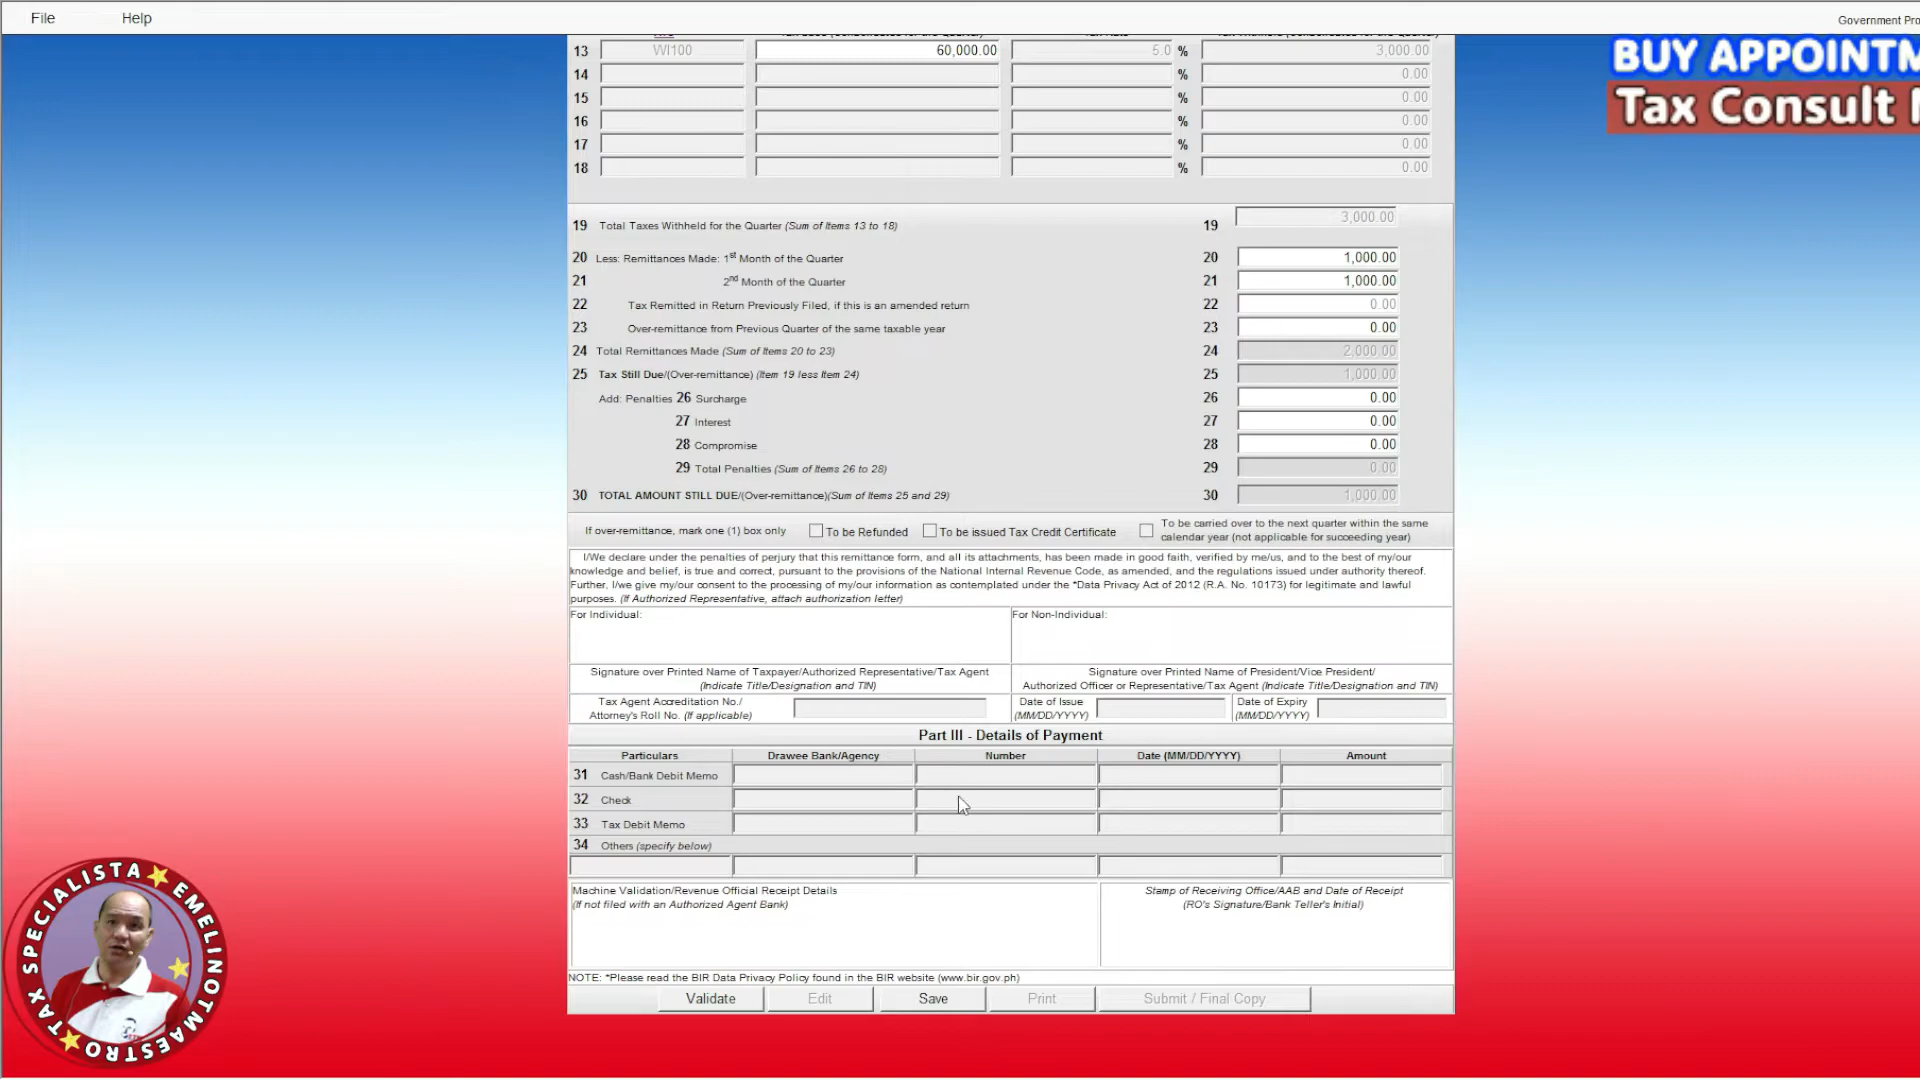 File Help Government Pro
BUY APPOINTM
Tax Consult
13 WI100 60,000.00 5.0 % 3,000.00
14 % 0.00
15 % 0.00
16 % 0.00
17 % 0.00
18 % 0.00
19 Total Taxes Withheld for the Quarter (Sum of Items 13 to 18) 19 3,000.00
20 Less: Remittances Made: 1st Month of the Quarter 20 1,000.00
21 2nd Month of the Quarter 21 1,000.00
22 Tax Remitted in Return Previously Filed, if this is an amended return 22 0.00
23 Over-remittance from Previous Quarter of the same taxable year 23 0.00
24 Total Remittances Made (Sum of Items 20 to 23) 24 2,000.00
25 Tax Still Due/(Over-remittance) (Item 19 less Item 24) 25 1,000.00
Add: Penalties 26 Surcharge 26 0.00
27 Interest 27 0.00
28 Compromise 28 0.00
29 Total Penalties (Sum of Items 26 to 28) 29 0.00
30 TOTAL AMOUNT STILL DUE/(Over-remittance)(Sum of Items 25 and 29) 30 1,000.00
If over-remittance, mark one (1) box only To be Refunded To be issued Tax Credit Certificate To be carried over to the next quarter within the same
calendar year (not applicable for succeeding year)
I/We declare under the penalties of perjury that this remittance form, and all its attachments, has been made in good faith, verified by me/us, and to the best of my/our
knowledge and belief, is true and correct, pursuant to the provisions of the National Internal Revenue Code, as amended, and the regulations issued under authority thereof.
Further, I/we give my/our consent to the processing of my/our information as contemplated under the *Data Privacy Act of 2012 (R.A. No. 10173) for legitimate and lawful
purposes. (If Authorized Representative, attach authorization letter)
For Individual: For Non-Individual:
Signature over Printed Name of Taxpayer/Authorized Representative/Tax Agent Signature over Printed Name of President/Vice President/
(Indicate Title/Designation and TIN) Authorized Officer or Representative/Tax Agent (Indicate Title/Designation and TIN)
Tax Agent Accreditation No./ Date of Issue Date of Expiry
Attorney's Roll No. (If applicable) (MM/DD/YYYY) (MM/DD/YYYY)
Part III - Details of Payment
Particulars Drawee Bank/Agency Number Date (MM/DD/YYYY) Amount
31 Cash/Bank Debit Memo
32 Check
33 Tax Debit Memo
34 Others (specify below)
Machine Validation/Revenue Official Receipt Details Stamp of Receiving Office/AAB and Date of Receipt
(If not filed with an Authorized Agent Bank) (RO's Signature/Bank Teller's Initial)
NOTE: *Please read the BIR Data Privacy Policy found in the BIR website (www.bir.gov.ph)
Validate Edit Save Print Submit / Final Copy
TAX SPECIALISTA EMELINOTMAESTRO